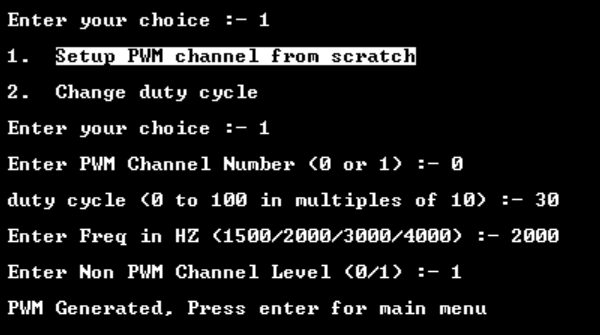 Enter your choice :- 1
1. Setup PWM channel from scratch
2. Change duty cycle
Enter your choice :- 1
Enter PWM Channel Number (0 or 1) :- 0
duty cycle (0 to 100 in multiples of 10) :- 30
Enter Freq in HZ (1500/2000/3000/4000) :- 2000
Enter Non PWM Channel Level (0/1) :- 1
PWM Generated, Press enter for main menu